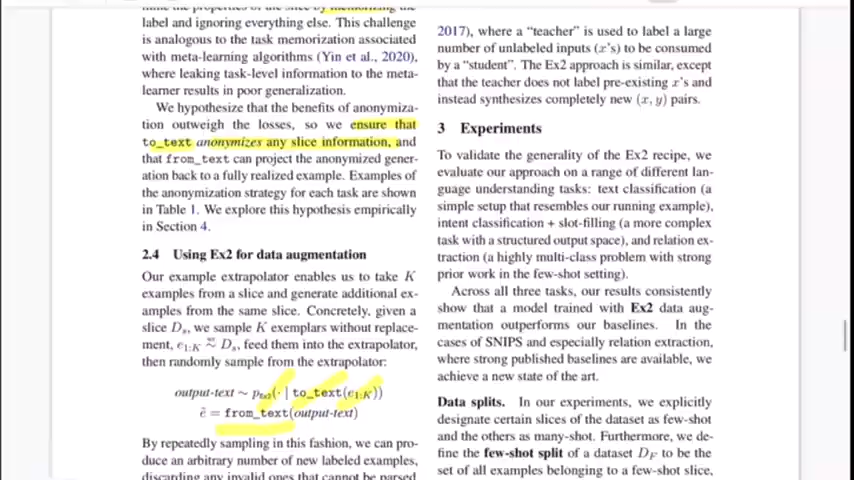 label and ignoring everything else. This challenge
is analogous to the task memorization associated
with meta-learning algorithms (Yin et al., 2020),
where leaking task-level information to the meta-
learner results in poor generalization.
We hypothesize that the benefits of anonymiza-
tion outweigh the losses, so we ensure that
to_text anonymizes any slice information, and
that from_text can project the anonymized gener-
ation back to a fully realized example. Examples of
the anonymization strategy for each task are shown
in Table 1. We explore this hypothesis empirically
in Section 4.
2.4 Using Ex2 for data augmentation
Our example extrapolator enables us to take K
examples from a slice and generate additional ex-
amples from the same slice. Concretely, given a
slice Dₛ, we sample K exemplars without replace-
ment, e₁:K ~ Dₛ, feed them into the extrapolator,
then randomly sample from the extrapolator:
output-text ~ pEx2(· | to_text(e₁:K))
ẽ = from_text(output-text)
By repeatedly sampling in this fashion, we can pro-
duce an arbitrary number of new labeled examples,
discarding any invalid ones that cannot be parsed
2017), where a “teacher” is used to label a large
number of unlabeled inputs (x’s) to be consumed
by a “student”. The Ex2 approach is similar, except
that the teacher does not label pre-existing x’s and
instead synthesizes completely new (x, y) pairs.
3 Experiments
To validate the generality of the Ex2 recipe, we
evaluate our approach on a range of different lan-
guage understanding tasks: text classification (a
simple setup that resembles our running example),
intent classification + slot-filling (a more complex
task with a structured output space), and relation ex-
traction (a highly multi-class problem with strong
prior work in the few-shot setting).
Across all three tasks, our results consistently
show that a model trained with Ex2 data aug-
mentation outperforms our baselines. In the
cases of SNIPS and especially relation extraction,
where strong published baselines are available, we
achieve a new state of the art.
Data splits. In our experiments, we explicitly
designate certain slices of the dataset as few-shot
and the others as many-shot. Furthermore, we de-
fine the few-shot split of a dataset DF to be the
set of all examples belonging to a few-shot slice,